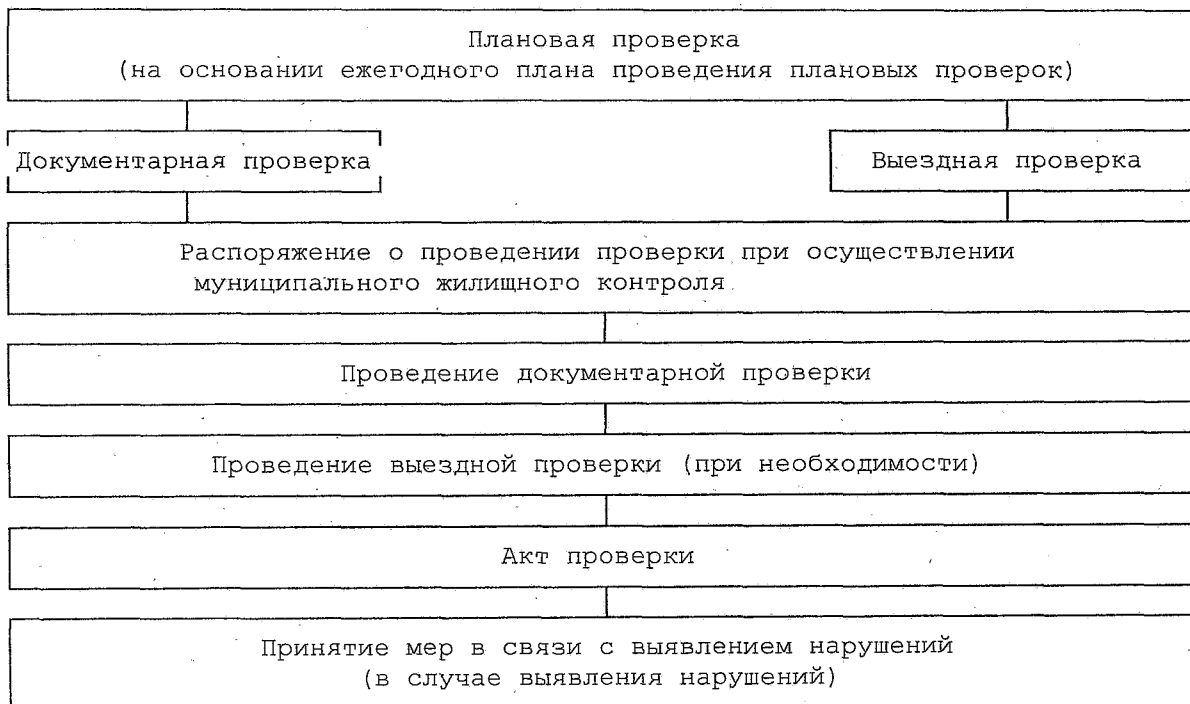 Плановая проверка
(на основании ежегодного плана проведения плановых проверок)
Документарная проверка
Выездная проверка
Распоряжение о проведении проверки при осуществлении
муниципального жилищного контроля
Проведение документарной проверки
Проведение выездной проверки (при необходимости)
Акт проверки
Принятие мер в связи с выявлением нарушений
(в случае выявления нарушений)